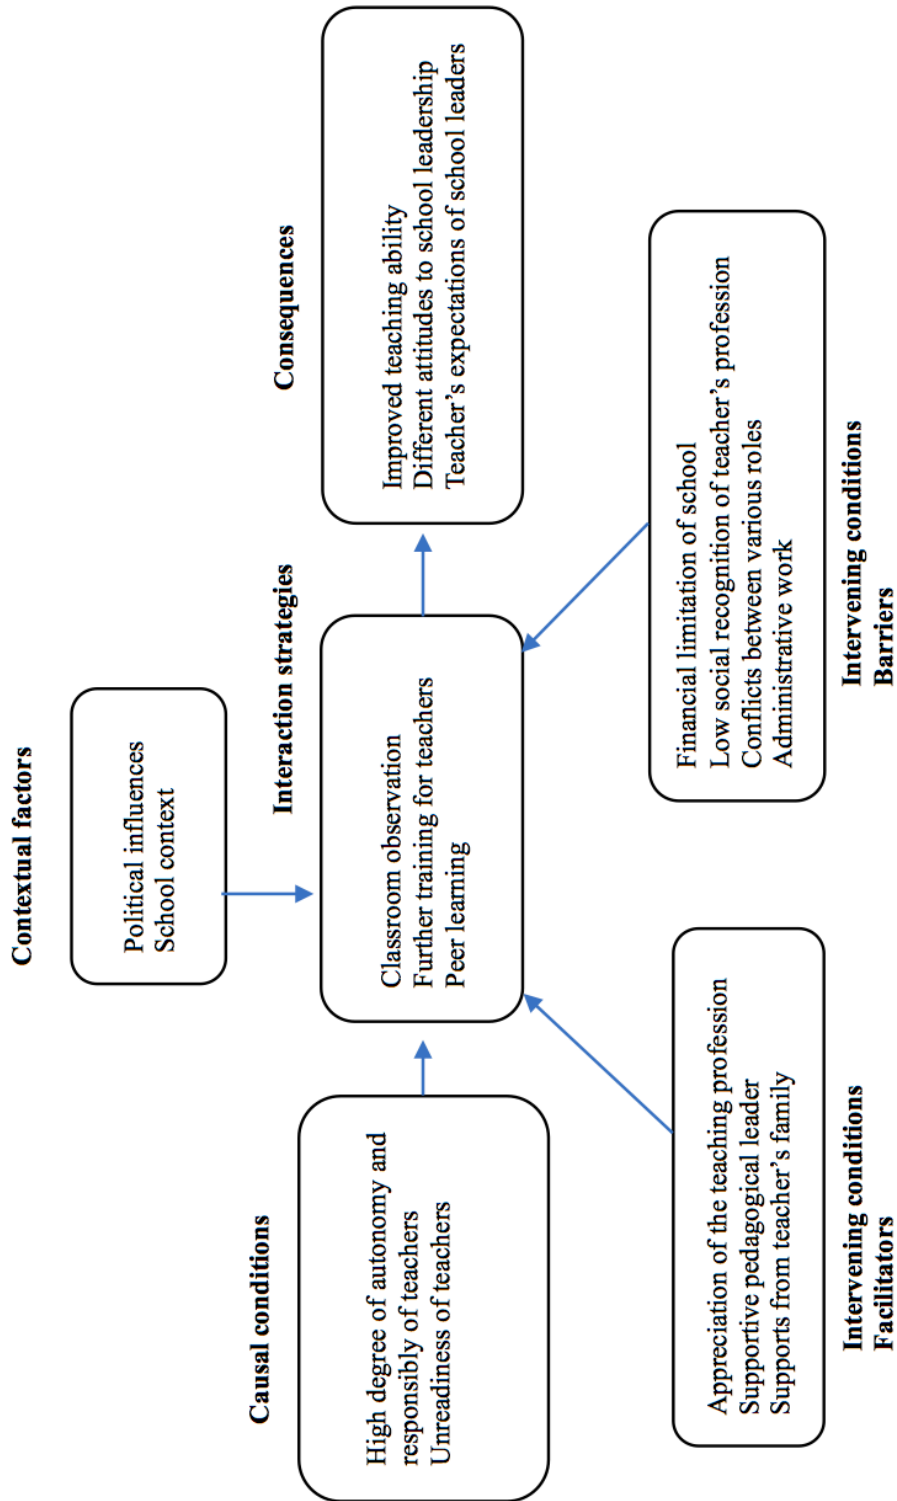 Contextual factors
Political influences
School context
Causal conditions
High degree of autonomy and
responsibly of teachers
Unreadiness of teachers
Interaction strategies
Classroom observation
Further training for teachers
Peer learning
Consequences
Improved teaching ability
Different attitudes to school leadership
Teacher’s expectations of school leaders
Appreciation of the teaching profession
Supportive pedagogical leader
Supports from teacher’s family
Intervening conditions
Facilitators
Financial limitation of school
Low social recognition of teacher’s profession
Conflicts between various roles
Administrative work
Intervening conditions
Barriers